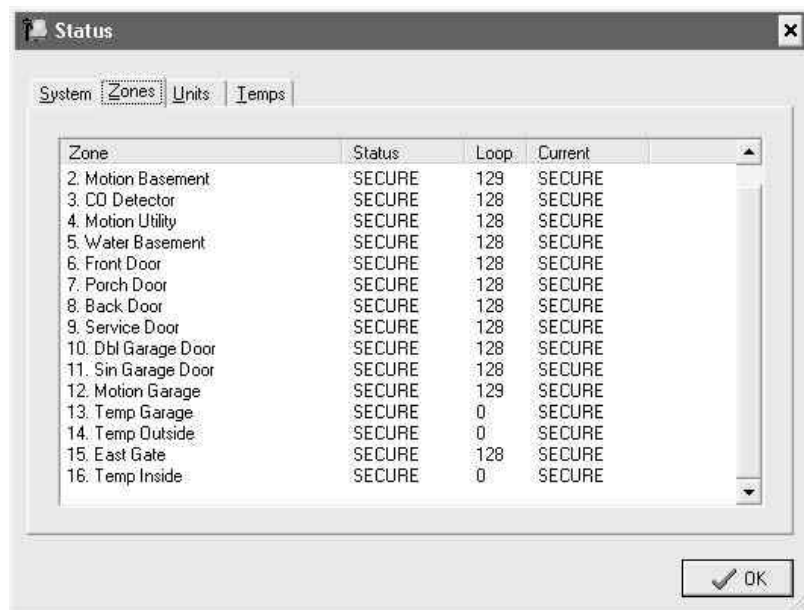 Status
System Zones Units Temps
Zone Status Loop Current
2. Motion Basement SECURE 129 SECURE
3. CO Detector SECURE 128 SECURE
4. Motion Utility SECURE 128 SECURE
5. Water Basement SECURE 128 SECURE
6. Front Door SECURE 128 SECURE
7. Porch Door SECURE 128 SECURE
8. Back Door SECURE 128 SECURE
9. Service Door SECURE 128 SECURE
10. Dbl Garage Door SECURE 128 SECURE
11. Sin Garage Door SECURE 128 SECURE
12. Motion Garage SECURE 129 SECURE
13. Temp Garage SECURE 0 SECURE
14. Temp Outside SECURE 0 SECURE
15. East Gate SECURE 128 SECURE
16. Temp Inside SECURE 0 SECURE
OK